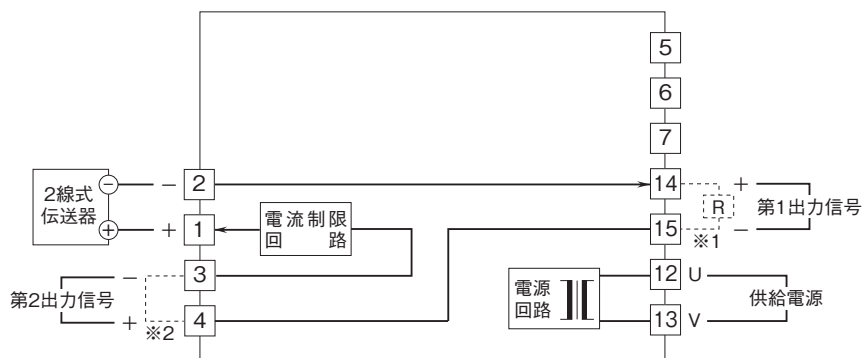 5
6
7
2線式
伝送器
−
−
2
14
+
R
第1出力信号
+
+
1
電流制限
回 路
15
※1
−
−
3
電源
回路
12
U
供給電源
第2出力信号
+
※2
4
13
V